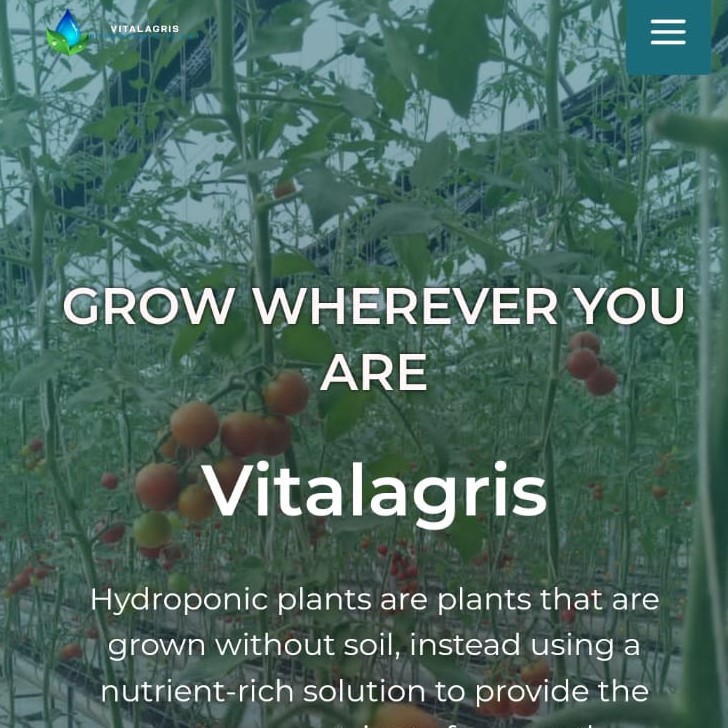 VITALAGRIS
GROW WHEREVER YOU
ARE
Vitalagris
Hydroponic plants are plants that are
grown without soil, instead using a
nutrient-rich solution to provide the